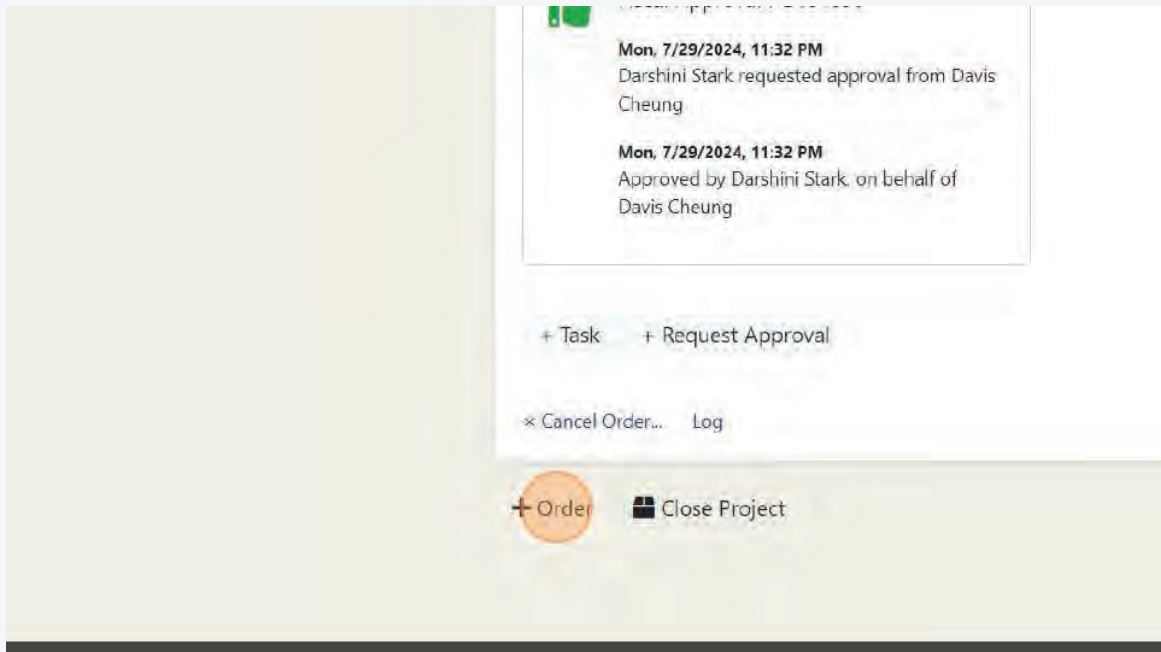 Mon, 7/29/2024, 11:32 PM
Darshini Stark requested approval from Davis
Cheung
Mon, 7/29/2024, 11:32 PM
Approved by Darshini Stark, on behalf of
Davis Cheung
+ Task + Request Approval
× Cancel Order... Log
+ Order Close Project